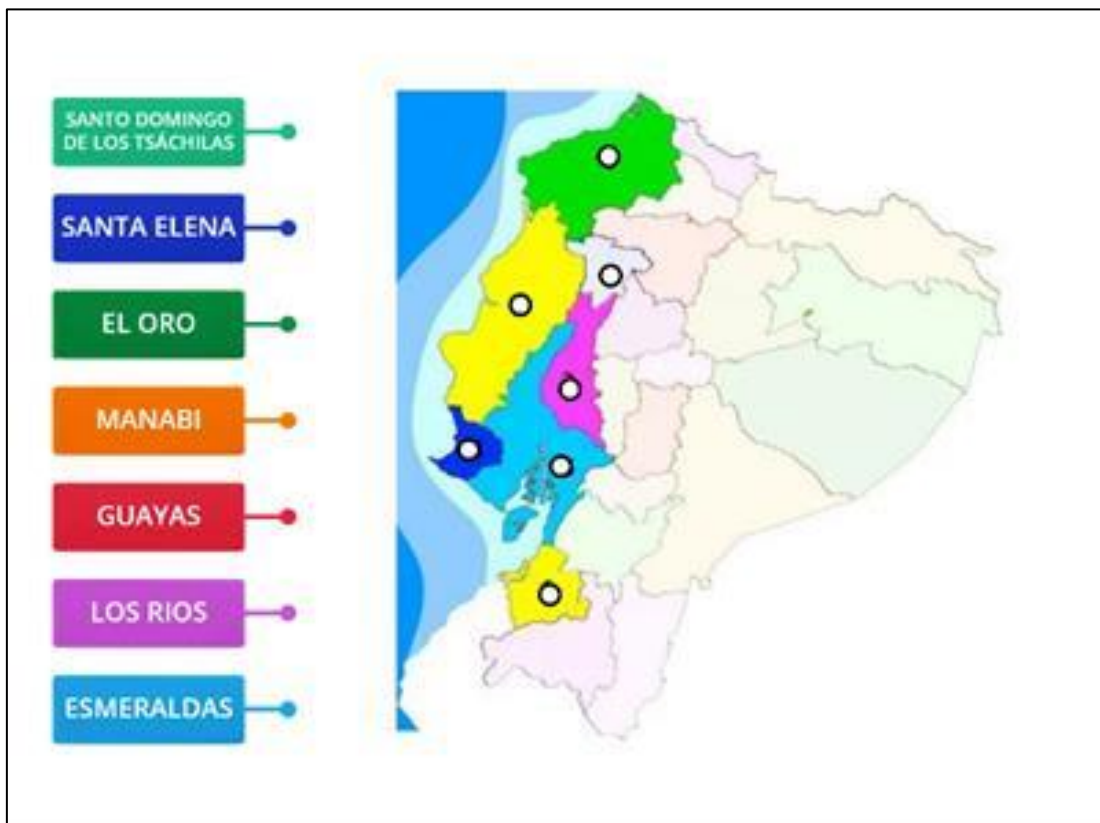 SANTO DOMINGO
DE LOS TSÁCHILAS
SANTA ELENA
EL ORO
MANABI
GUAYAS
LOS RIOS
ESMERALDAS